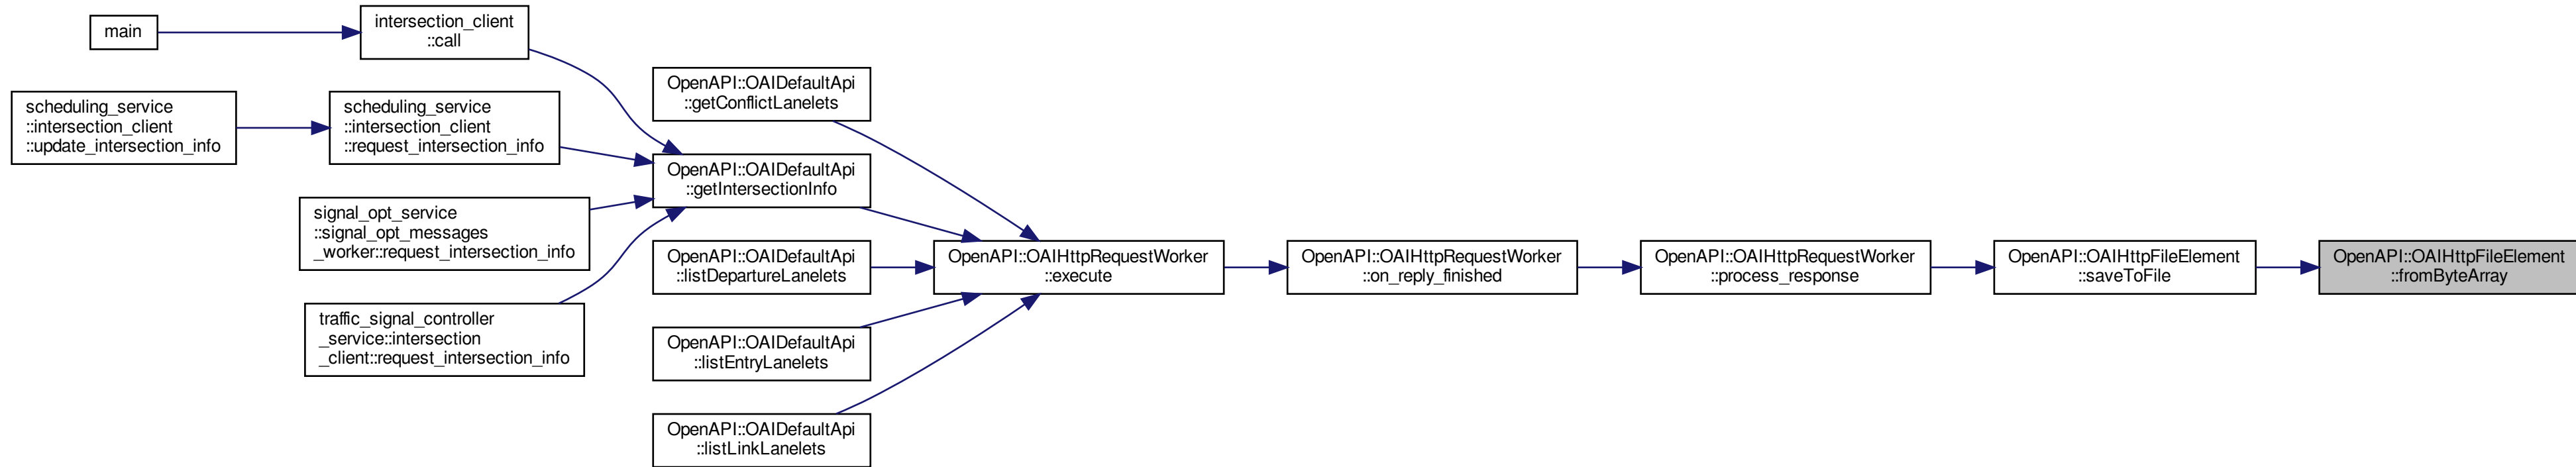 main
intersection_client
::call
scheduling_service
::intersection_client
::update_intersection_info
scheduling_service
::intersection_client
::request_intersection_info
signal_opt_service
::signal_opt_messages
_worker::request_intersection_info
traffic_signal_controller
_service::intersection
_client::request_intersection_info
OpenAPI::OAIDefaultApi
::getConflictLanelets
OpenAPI::OAIDefaultApi
::getIntersectionInfo
OpenAPI::OAIDefaultApi
::listDepartureLanelets
OpenAPI::OAIDefaultApi
::listEntryLanelets
OpenAPI::OAIDefaultApi
::listLinkLanelets
OpenAPI::OAIHttpRequestWorker
::execute
OpenAPI::OAIHttpRequestWorker
::on_reply_finished
OpenAPI::OAIHttpRequestWorker
::process_response
OpenAPI::OAIHttpFileElement
::saveToFile
OpenAPI::OAIHttpFileElement
::fromByteArray